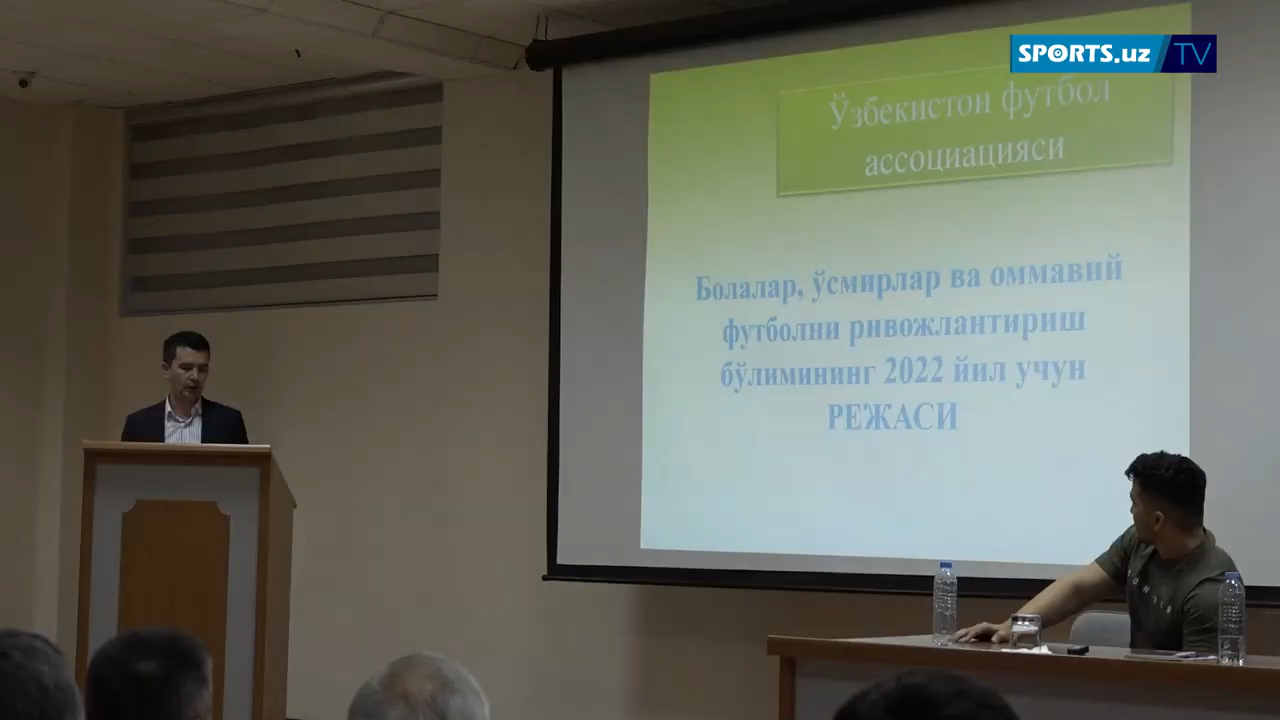 SPORTS.uz TV
Ўзбекистон футбол
ассоциацияси
Болалар, ўсмирлар ва оммавий
футболни ривожлантириш
бўлимининг 2022 йил учун
РЕЖАСИ